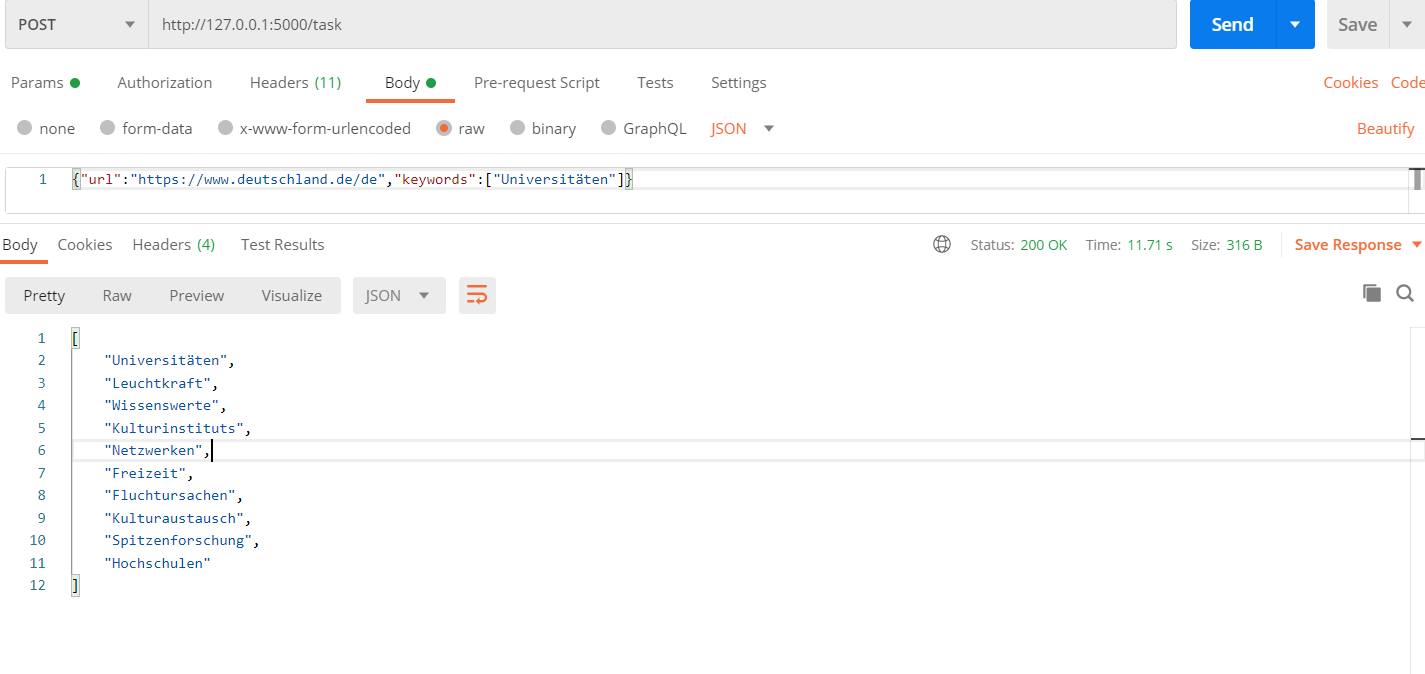 POST http://127.0.0.1:5000/task Send Save
Params Authorization Headers (11) Body Pre-request Script Tests Settings Cookies Code
none form-data x-www-form-urlencoded raw binary GraphQL JSON Beautify
1 {"url":"https://www.deutschland.de/de","keywords":["Universitäten"]}
Body Cookies Headers (4) Test Results Status: 200 OK Time: 11.71 s Size: 316 B Save Response
Pretty Raw Preview Visualize JSON
1 [
2 "Universitäten",
3 "Leuchtkraft",
4 "Wissenswerte",
5 "Kulturinstituts",
6 "Netzwerken",
7 "Freizeit",
8 "Fluchtursachen",
9 "Kulturaustausch",
10 "Spitzenforschung",
11 "Hochschulen"
12 ]